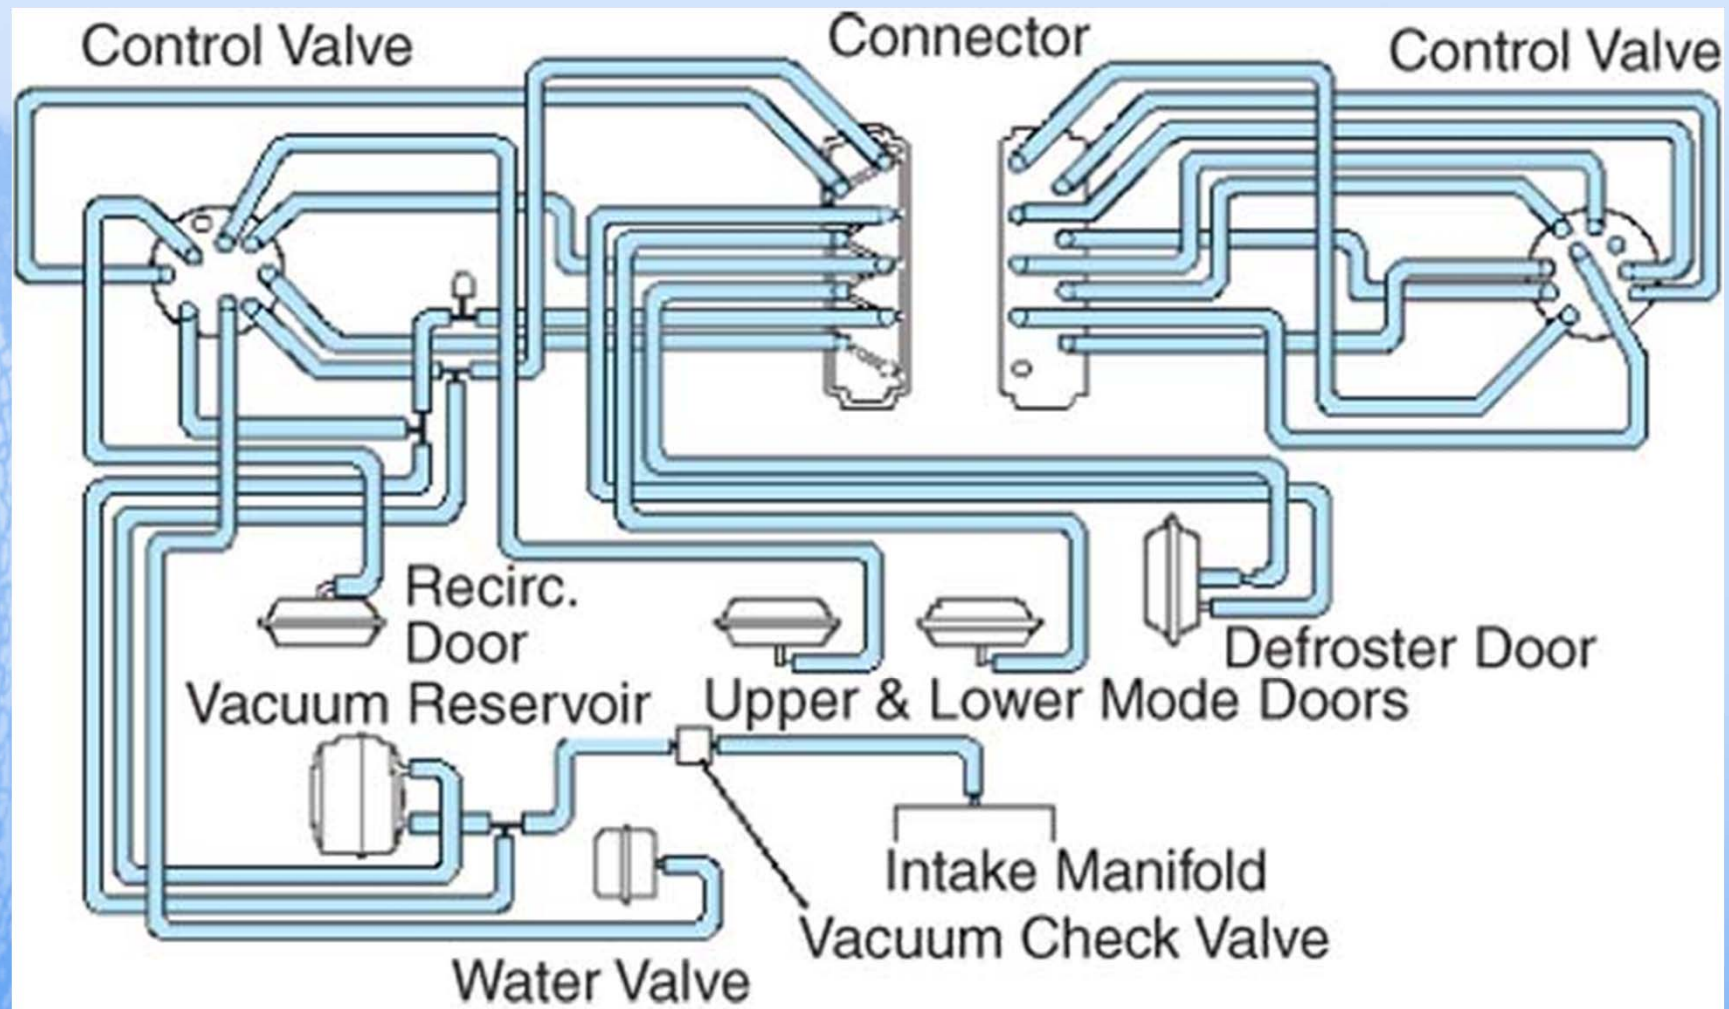 Control Valve
Connector
Control Valve
Recirc.
Door
Defroster Door
Vacuum Reservoir
Upper & Lower Mode Doors
Intake Manifold
Vacuum Check Valve
Water Valve